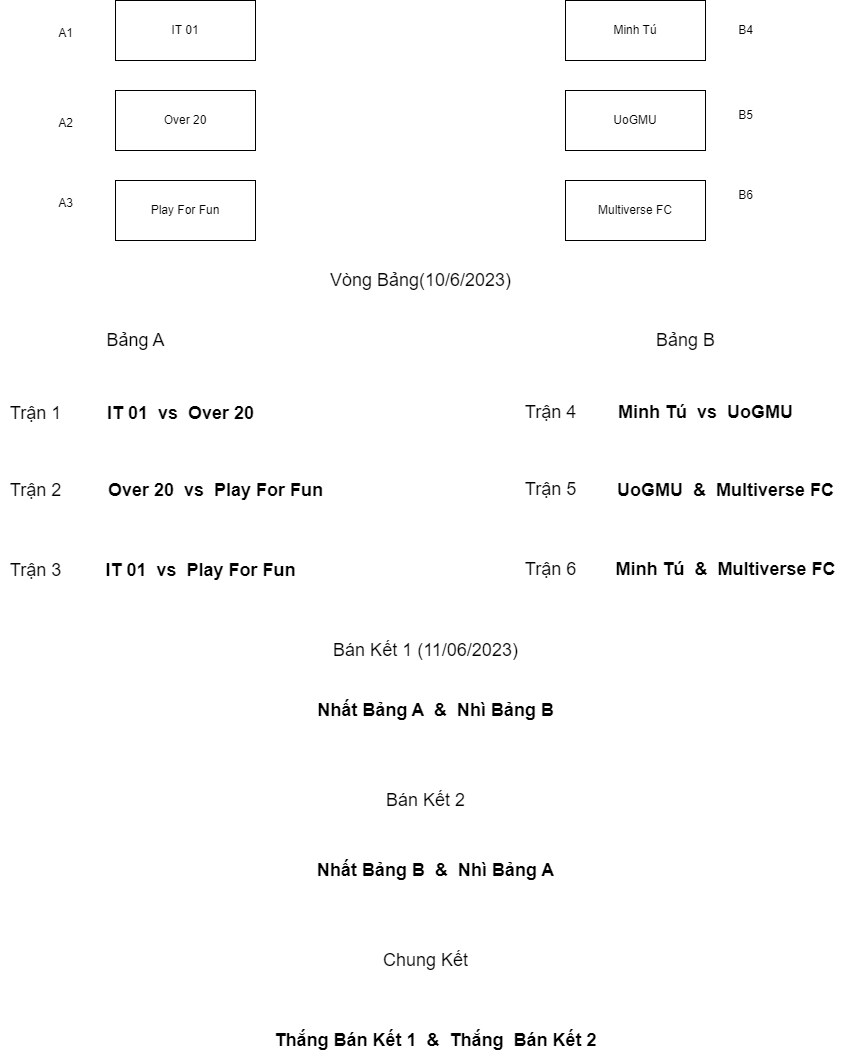 A1 IT 01 Minh Tú B4
A2 Over 20 UoGMU B5
A3 Play For Fun Multiverse FC B6
Vòng Bảng(10/6/2023)
Bảng A Bảng B
Trận 1 IT 01 vs Over 20 Trận 4 Minh Tú vs UoGMU
Trận 2 Over 20 vs Play For Fun Trận 5 UoGMU & Multiverse FC
Trận 3 IT 01 vs Play For Fun Trận 6 Minh Tú & Multiverse FC
Bán Kết 1 (11/06/2023)
Nhất Bảng A & Nhì Bảng B
Bán Kết 2
Nhất Bảng B & Nhì Bảng A
Chung Kết
Thắng Bán Kết 1 & Thắng Bán Kết 2